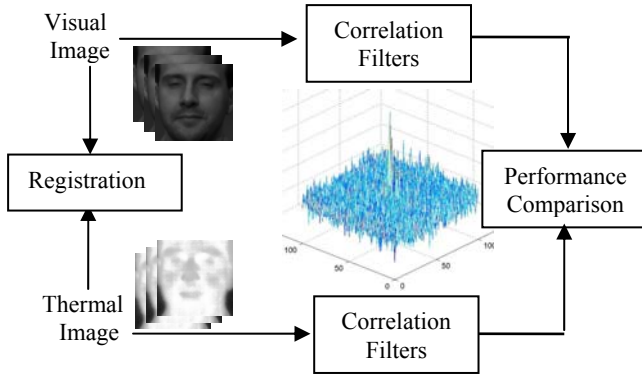 Visual
Image
Correlation
Filters
Registration
Performance
Comparison
100
50
0
0
50
100
Thermal
Image
Correlation
Filters